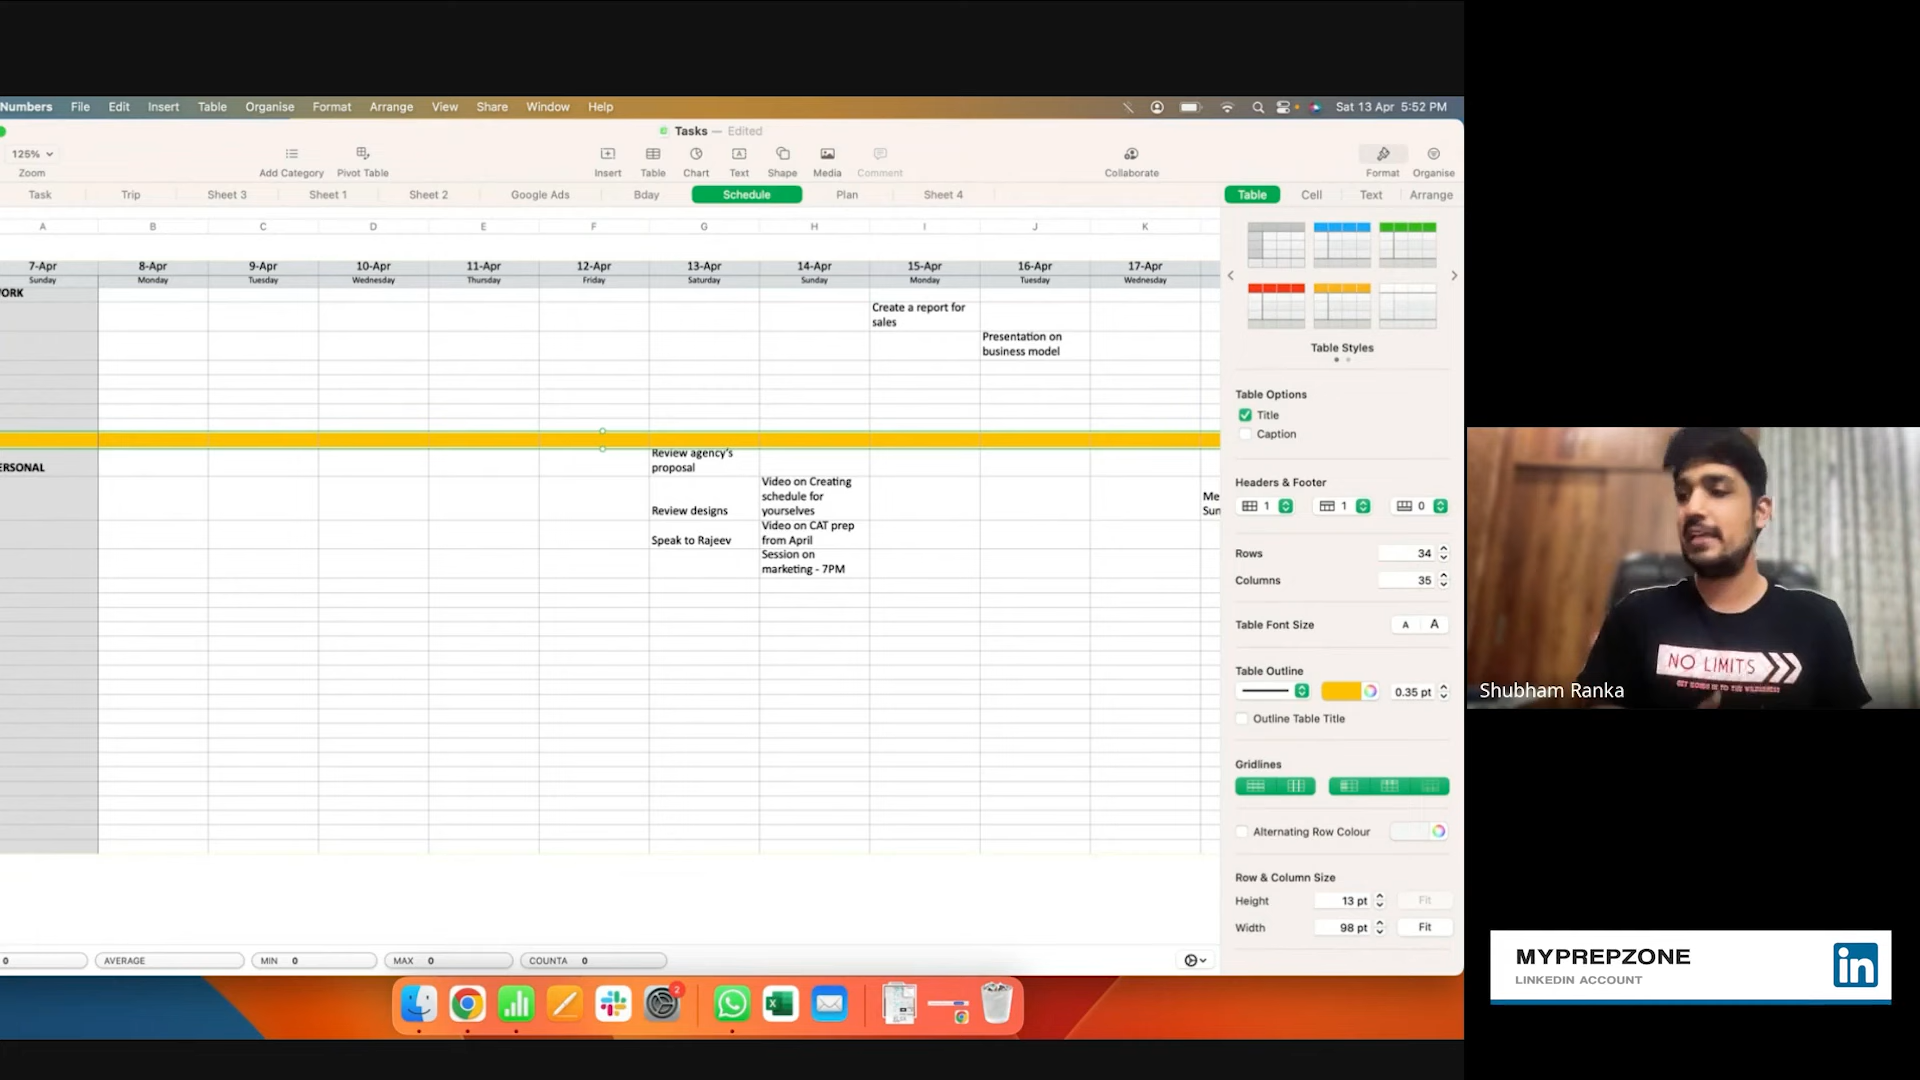 Numbers File Edit Insert Table Organise Format Arrange View Share Window Help Sat 13 Apr 5:52 PM
Tasks — Edited
125%
Zoom Add Category Pivot Table Insert Table Chart Text Shape Media Comment Collaborate Format Organise
Task Trip Sheet 3 Sheet 1 Sheet 2 Google Ads Bday Schedule Plan Sheet 4
Table Cell Text Arrange
A B C D E F G H I J K
7-Apr 8-Apr 9-Apr 10-Apr 11-Apr 12-Apr 13-Apr 14-Apr 15-Apr 16-Apr 17-Apr
Sunday Monday Tuesday Wednesday Thursday Friday Saturday Sunday Monday Tuesday Wednesday
ORK
Create a report for
sales
Presentation on
business model
ERSONAL
Review agency's
proposal
Review designs
Speak to Rajeev
Video on Creating
schedule for
yourselves
Video on CAT prep
from April
Session on
marketing - 7PM
Me
Sun
Table Styles
Table Options
Title
Caption
Headers & Footer
1 1 0
Rows 34
Columns 35
Table Font Size A A
Table Outline
0.35 pt
Outline Table Title
Gridlines
Alternating Row Colour
Row & Column Size
Height 13 pt Fit
Width 98 pt Fit
0 AVERAGE MIN 0 MAX 0 COUNTA 0
2
NO LIMITS
Shubham Ranka
MYPREPZONE
LINKEDIN ACCOUNT
in